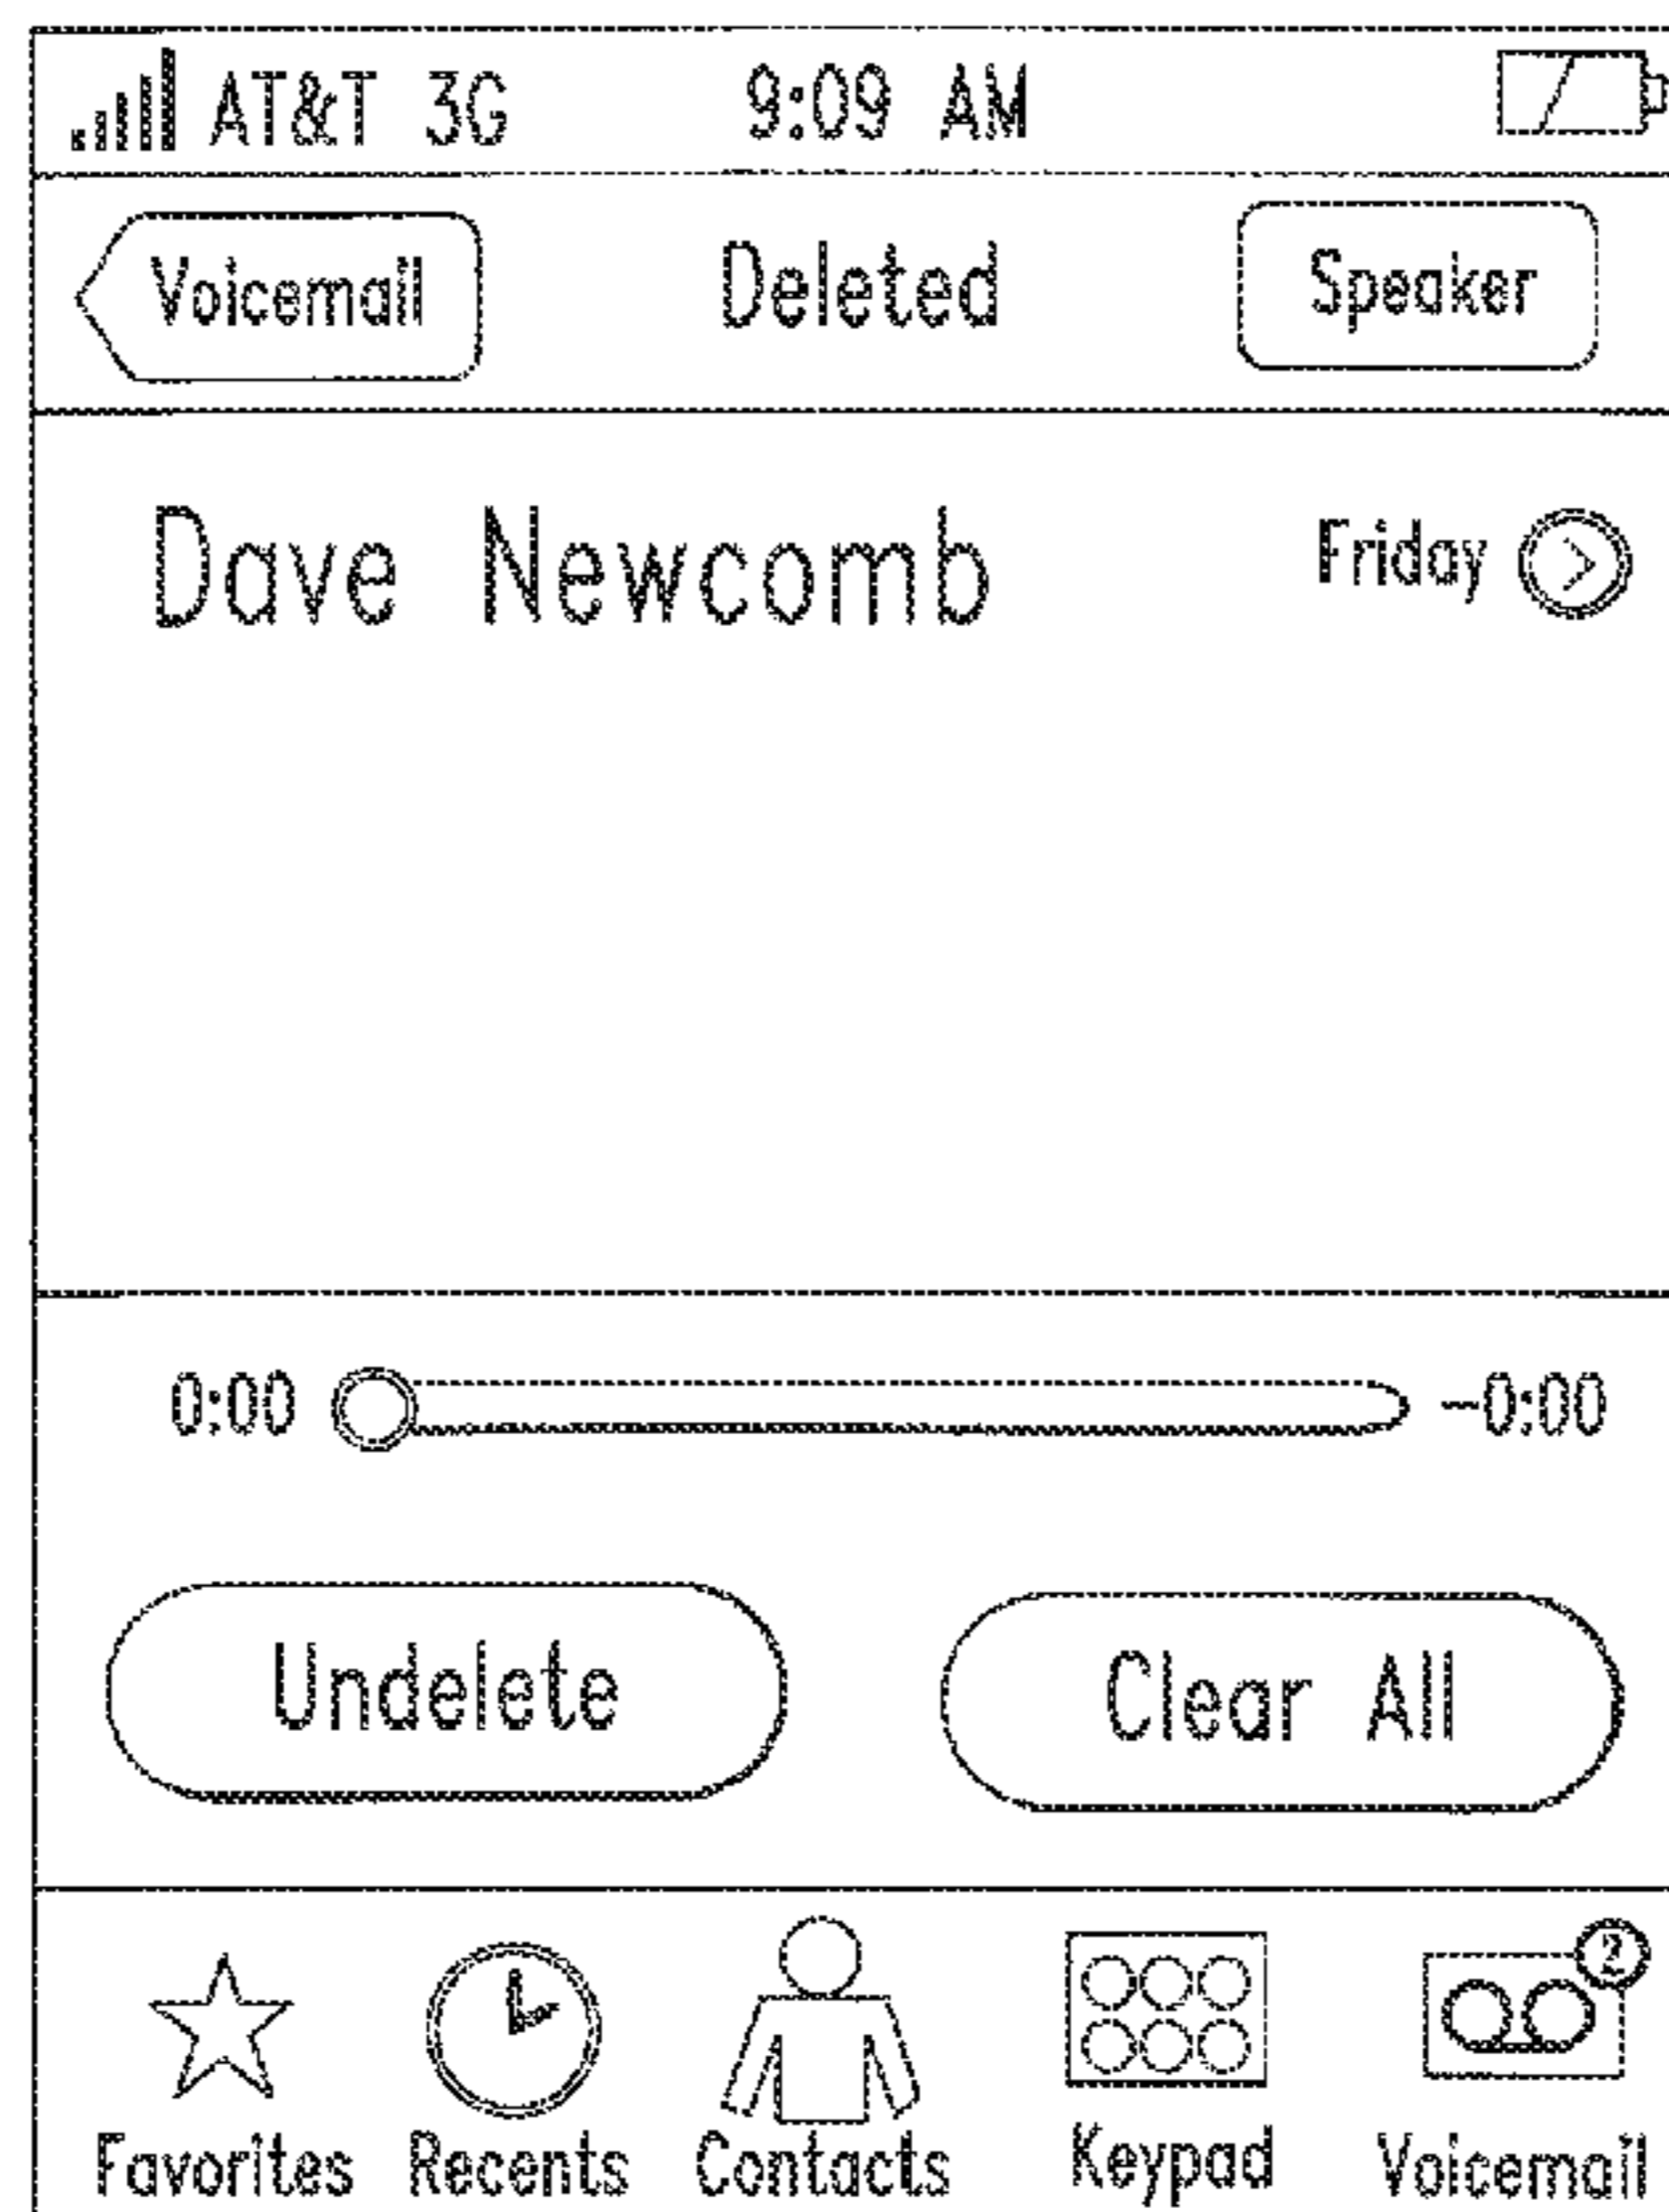 AT&T 3G 9:09 AM
Voicemail Deleted Speaker
Dave Newcomb Friday
0:00 -0:00
Undelete Clear All
2
Favorites Recents Contacts Keypad Voicemail